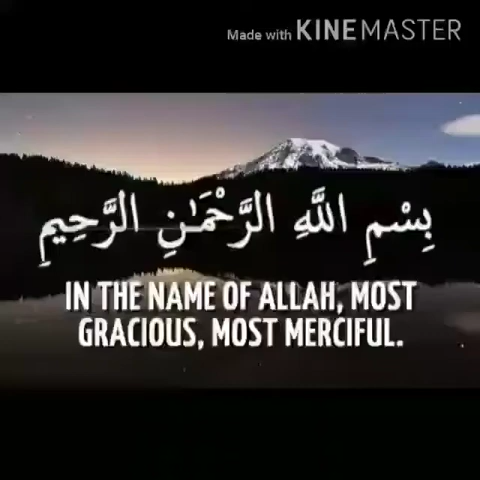 Made with KINEMASTER
بِسْمِ اللَّهِ الرَّحْمَٰنِ الرَّحِيمِ
IN THE NAME OF ALLAH, MOST
GRACIOUS, MOST MERCIFUL.